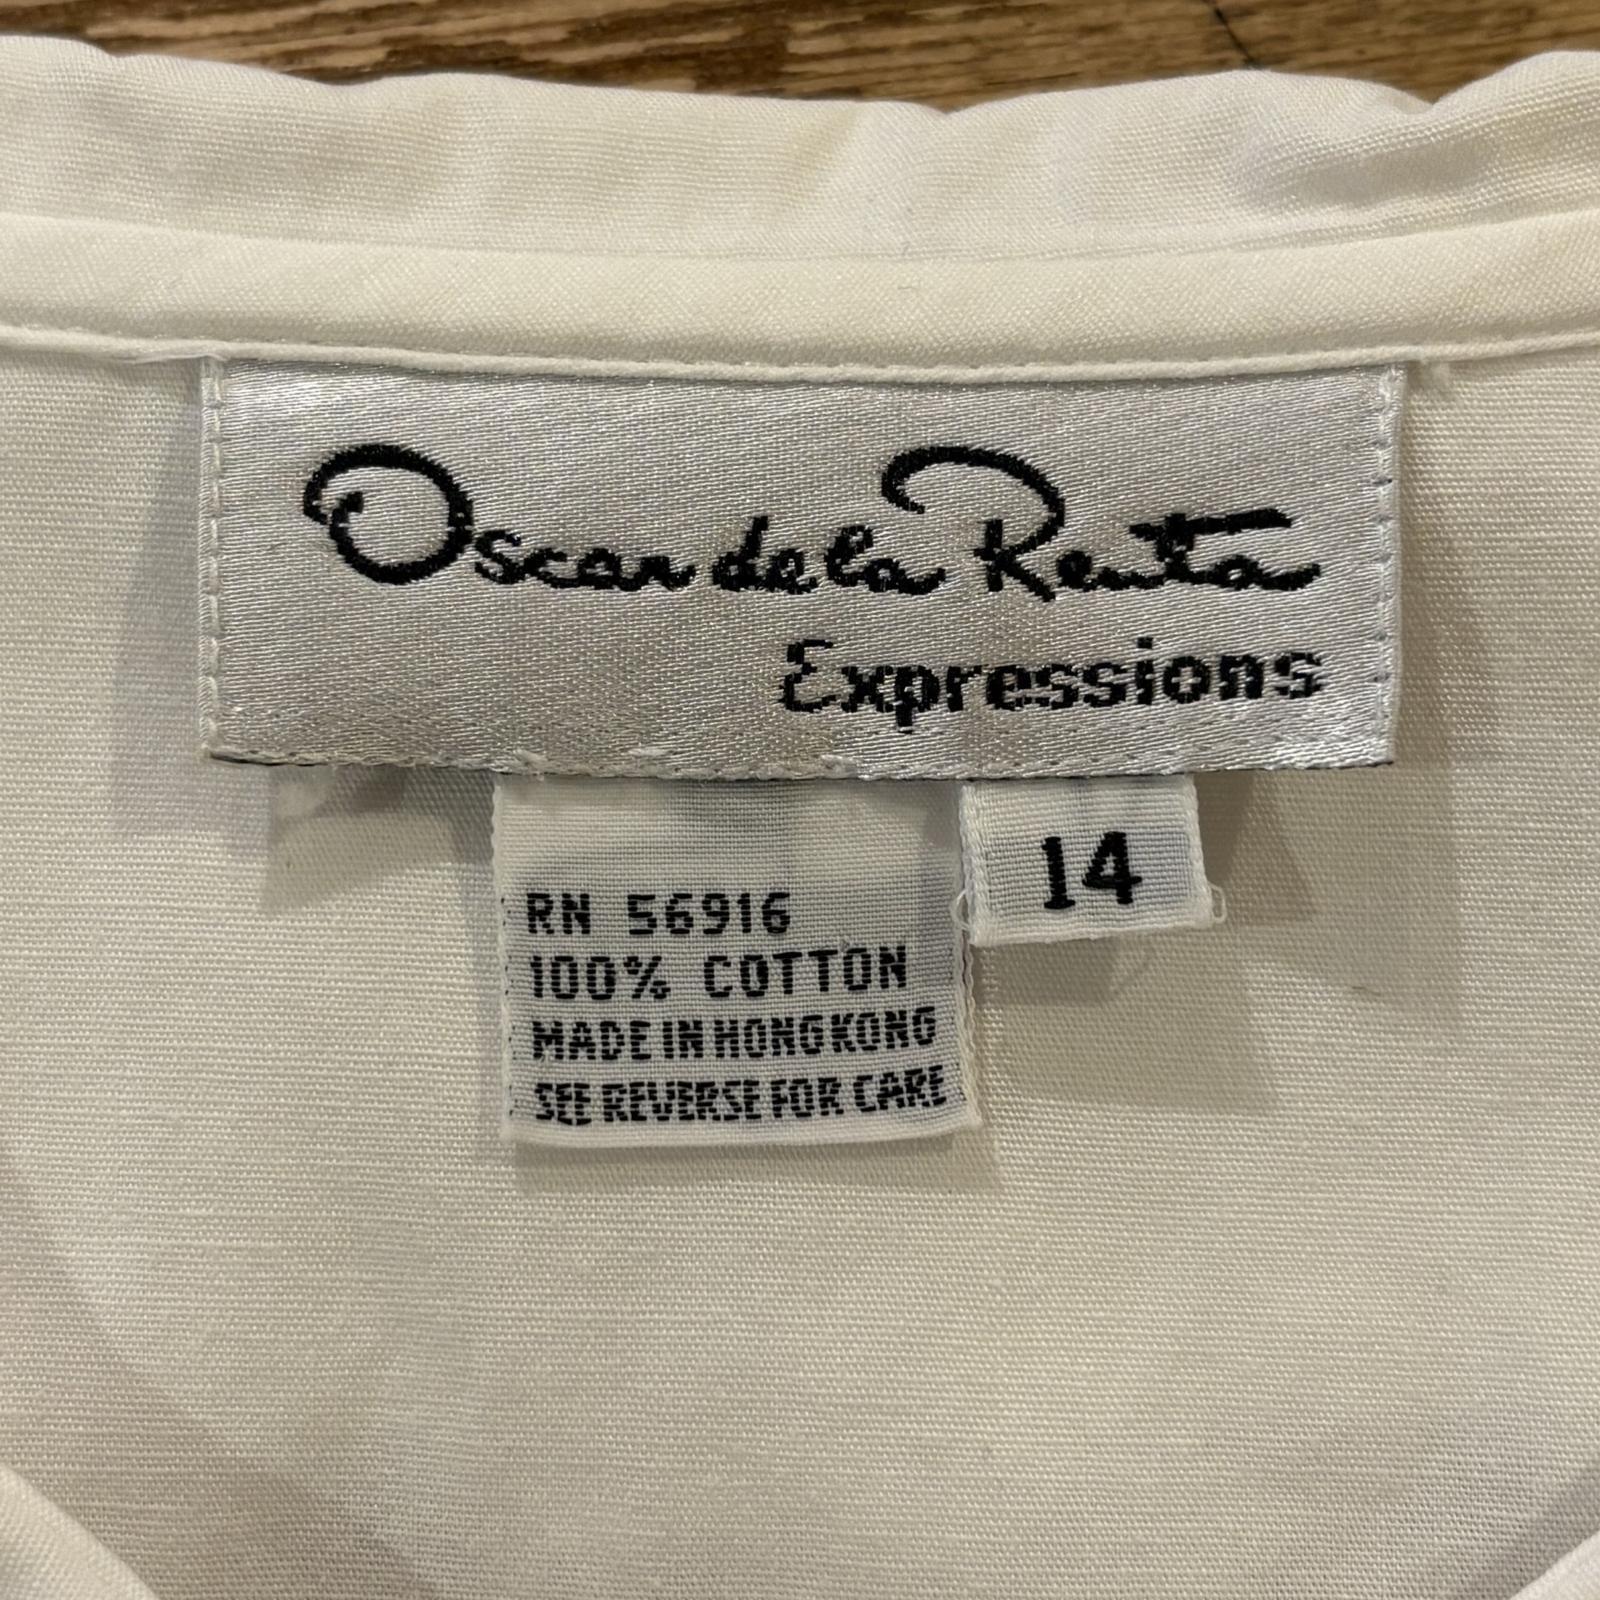 Oscar de la Renta
Expressions
14
RN 56916
100% COTTON
MADE IN HONG KONG
SEE REVERSE FOR CARE